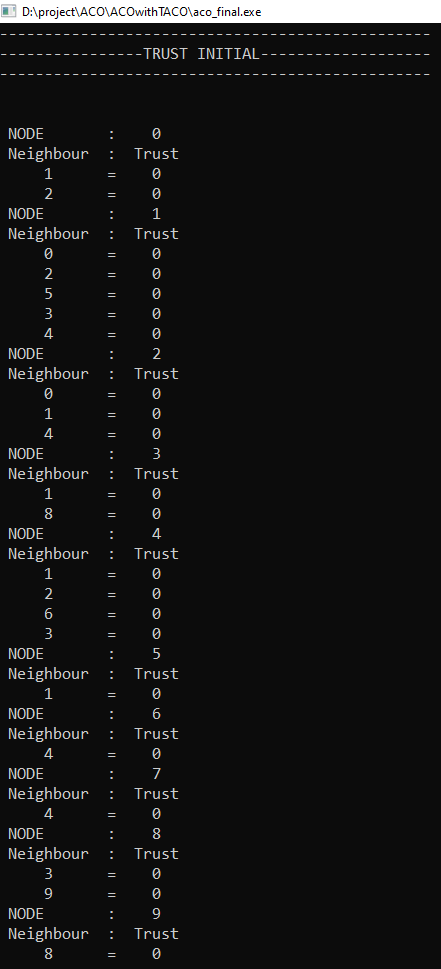 D:\project\ACO\ACOwithTACO\aco_final.exe
------------------------------------------------
----------------TRUST INITIAL-------------------
------------------------------------------------
NODE : 0
Neighbour : Trust
1 = 0
2 = 0
NODE : 1
Neighbour : Trust
0 = 0
2 = 0
5 = 0
3 = 0
4 = 0
NODE : 2
Neighbour : Trust
0 = 0
1 = 0
4 = 0
NODE : 3
Neighbour : Trust
1 = 0
8 = 0
NODE : 4
Neighbour : Trust
1 = 0
2 = 0
6 = 0
3 = 0
NODE : 5
Neighbour : Trust
1 = 0
NODE : 6
Neighbour : Trust
4 = 0
NODE : 7
Neighbour : Trust
4 = 0
NODE : 8
Neighbour : Trust
3 = 0
9 = 0
NODE : 9
Neighbour : Trust
8 = 0